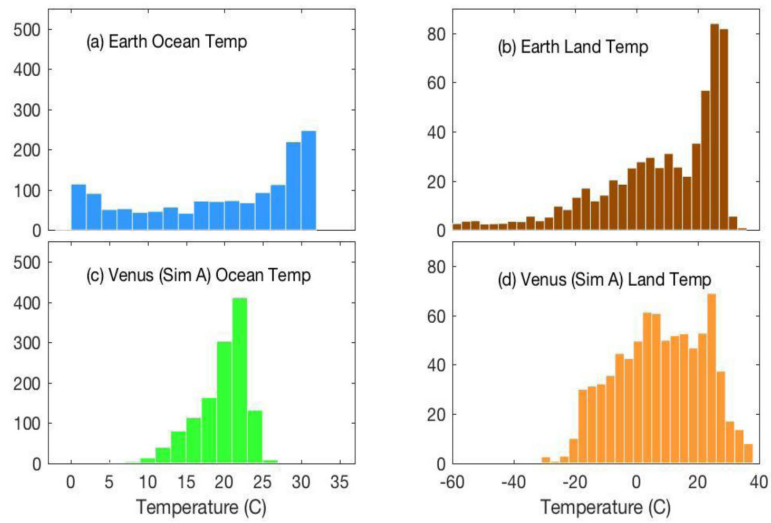 500
400
300
200
100
0
(a) Earth Ocean Temp
80
60
40
20
0
(b) Earth Land Temp
500
400
300
200
100
0
(c) Venus (Sim A) Ocean Temp
0 5 10 15 20 25 30 35
Temperature (C)
80
60
40
20
0
(d) Venus (Sim A) Land Temp
-60 -40 -20 0 20 40
Temperature (C)